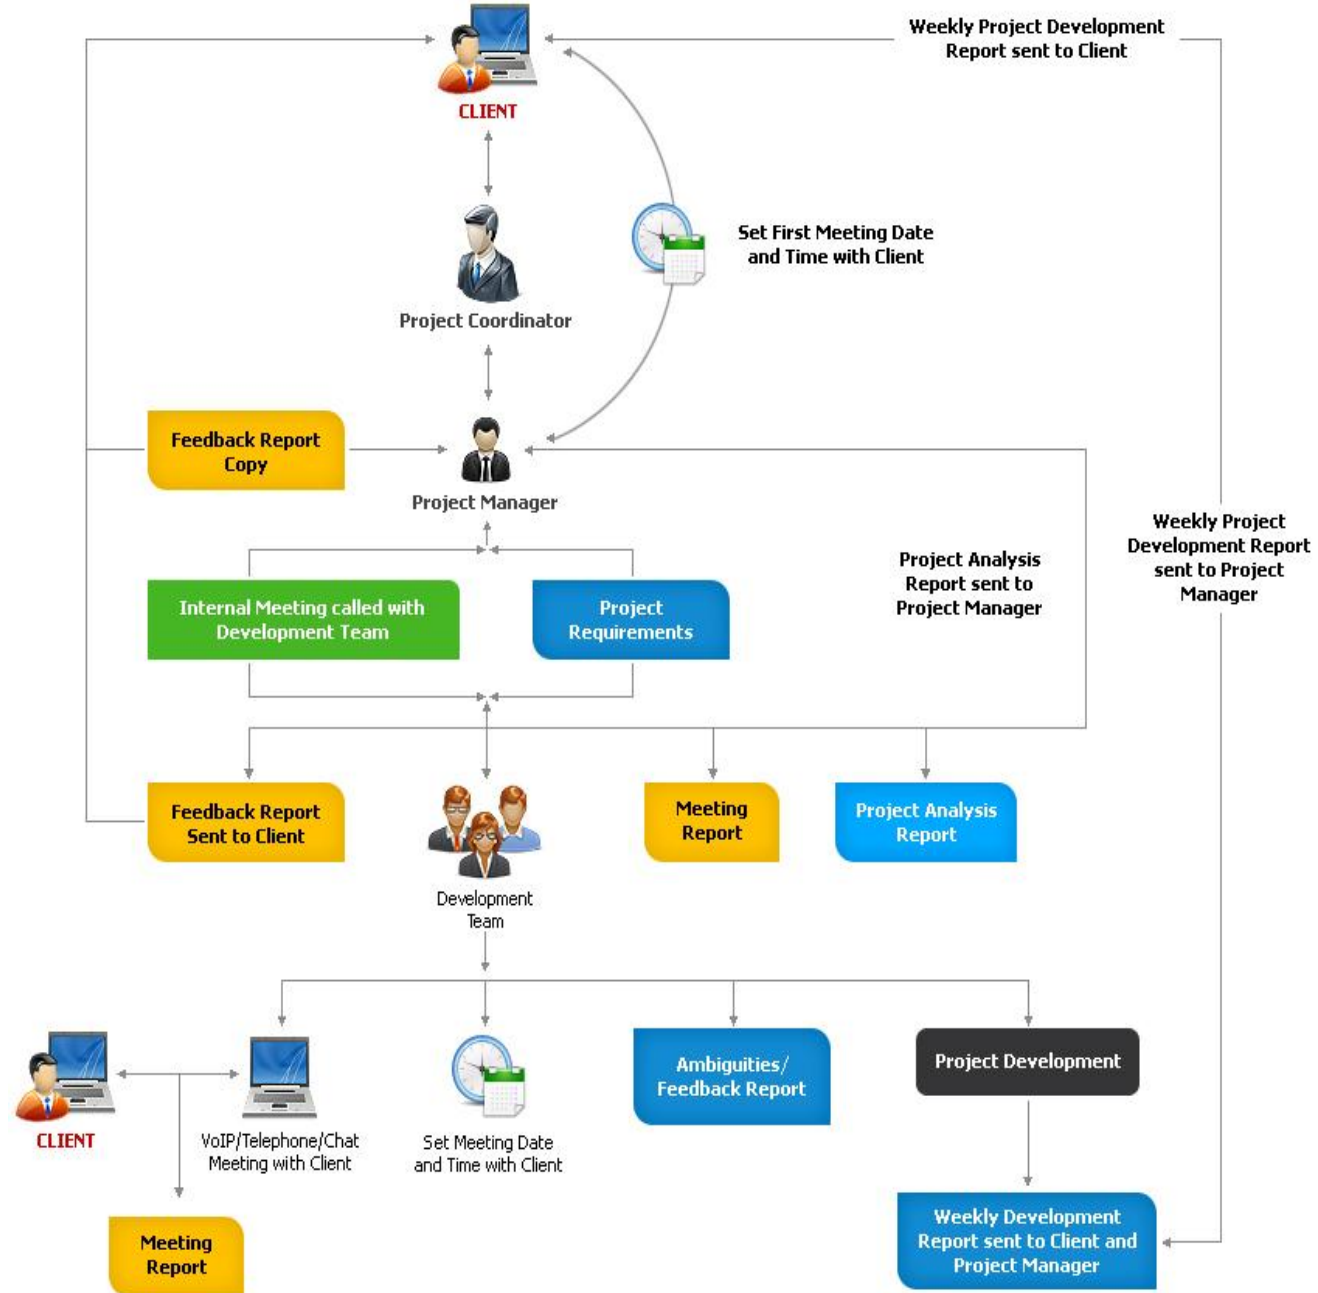 Weekly Project Development
Report sent to Client
CLIENT
Set First Meeting Date
and Time with Client
Project Coordinator
Feedback Report
Copy
Project Manager
Weekly Project
Development Report
sent to Project
Manager
Project Analysis
Report sent to
Project Manager
Internal Meeting called with
Development Team
Project
Requirements
Feedback Report
Sent to Client
Meeting
Report
Project Analysis
Report
Development
Team
Ambiguities/
Feedback Report
Project Development
CLIENT
VoIP/Telephone/Chat
Meeting with Client
Set Meeting Date
and Time with Client
Meeting
Report
Weekly Development
Report sent to Client and
Project Manager